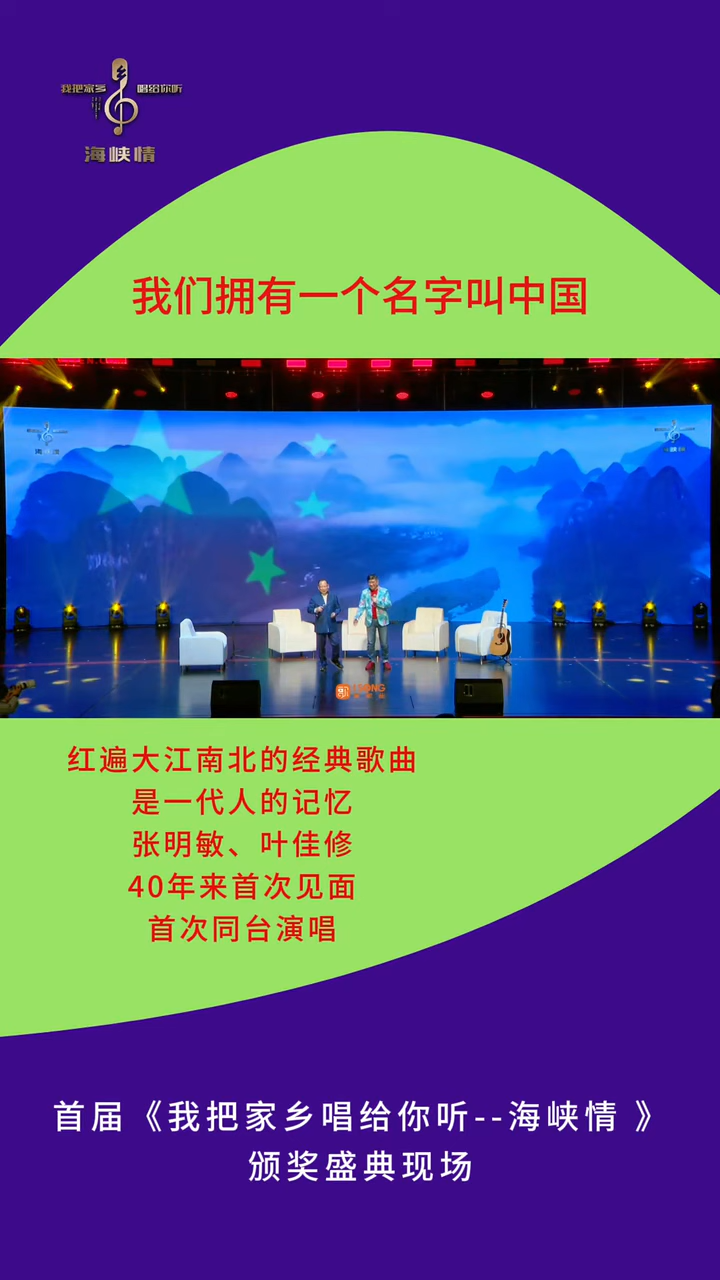 我把家乡 唱给你听
海峡情
我们拥有一个名字叫中国
红遍大江南北的经典歌曲
是一代人的记忆
张明敏、叶佳修
40年来首次见面
首次同台演唱
首届《我把家乡唱给你听--海峡情 》
颁奖盛典现场